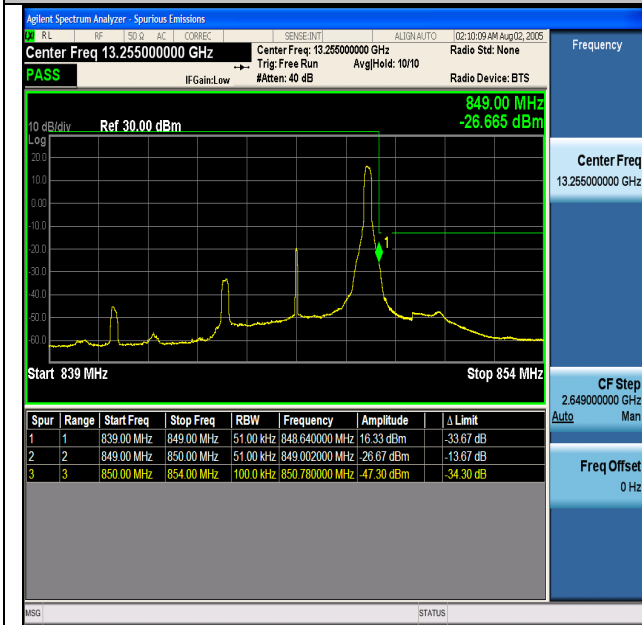 Agilent Spectrum Analyzer - Spurious Emissions
RL RF 50 Ω AC CORREC SENSE:INT ALIGN AUTO 02:10:09 AM Aug 02, 2005
Center Freq 13.255000000 GHz
Center Freq: 13.255000000 GHz
Radio Std: None
Trig: Free Run Avg|Hold: 10/10
PASS
IFGain:Low
#Atten: 40 dB
Radio Device: BTS
849.00 MHz
-26.665 dBm
10 dB/div Ref 30.00 dBm
Log
20.0
10.0
0.00
-10.0
1
-20.0
-30.0
-40.0
-50.0
-60.0
Start 839 MHz Stop 854 MHz
Spur Range Start Freq Stop Freq RBW Frequency Amplitude Δ Limit
1 1 839.00 MHz 849.00 MHz 51.00 kHz 848.640000 MHz 16.33 dBm -33.67 dB
2 2 849.00 MHz 850.00 MHz 51.00 kHz 849.002000 MHz -26.67 dBm -13.67 dB
3 3 850.00 MHz 854.00 MHz 100.0 kHz 850.780000 MHz -47.30 dBm -34.30 dB
Frequency
Center Freq
13.255000000 GHz
CF Step
2.649000000 GHz
Auto Man
Freq Offset
0 Hz
MSG STATUS